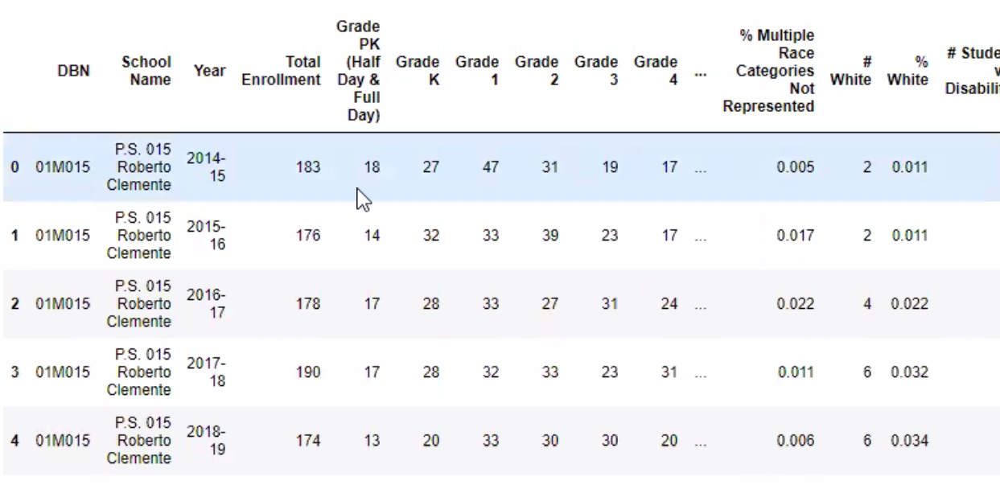 DBN
School
Name
Year
Total
Enrollment
Grade
PK
(Half
Day &
Full
Day)
Grade
K
Grade
1
Grade
2
Grade
3
Grade
4
...
% Multiple
Race
Categories
Not
Represented
#
White
%
White
# Stude
Disabili
0 01M015
P.S. 015
Roberto
Clemente
2014-
15
183 18 27 47 31 19 17 ... 0.005 2 0.011
1 01M015
P.S. 015
Roberto
Clemente
2015-
16
176 14 32 33 39 23 17 ... 0.017 2 0.011
2 01M015
P.S. 015
Roberto
Clemente
2016-
17
178 17 28 33 27 31 24 ... 0.022 4 0.022
3 01M015
P.S. 015
Roberto
Clemente
2017-
18
190 17 28 32 33 23 31 ... 0.011 6 0.032
4 01M015
P.S. 015
Roberto
Clemente
2018-
19
174 13 20 33 30 30 20 ... 0.006 6 0.034